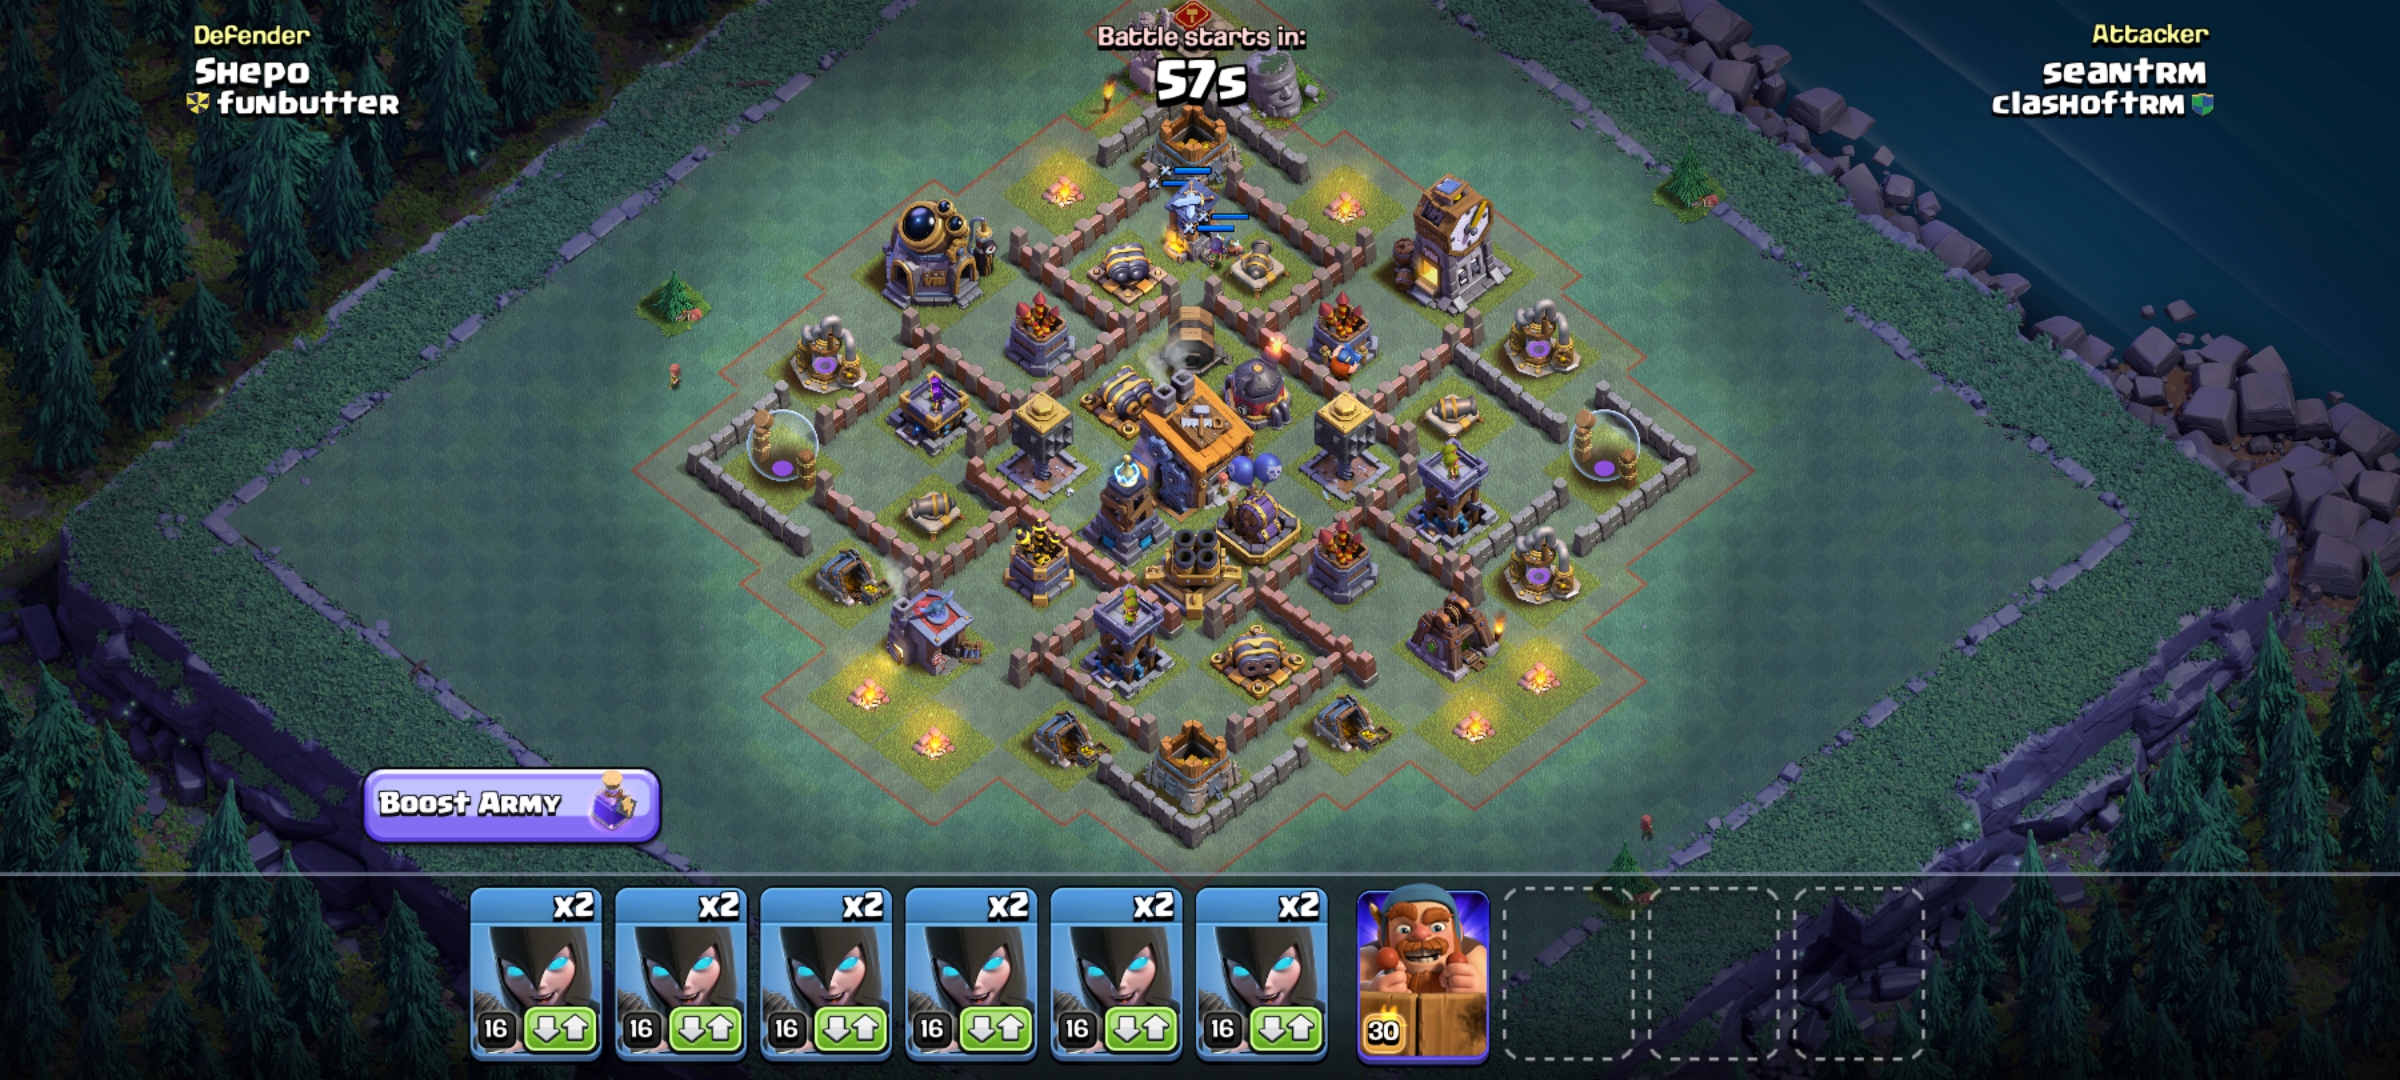 Defender
Shepo
funbutter
Battle starts in:
57s
Attacker
seantRM
clashoftRM
Boost Army
x2
x2
x2
x2
x2
x2
16
16
16
16
16
16
30